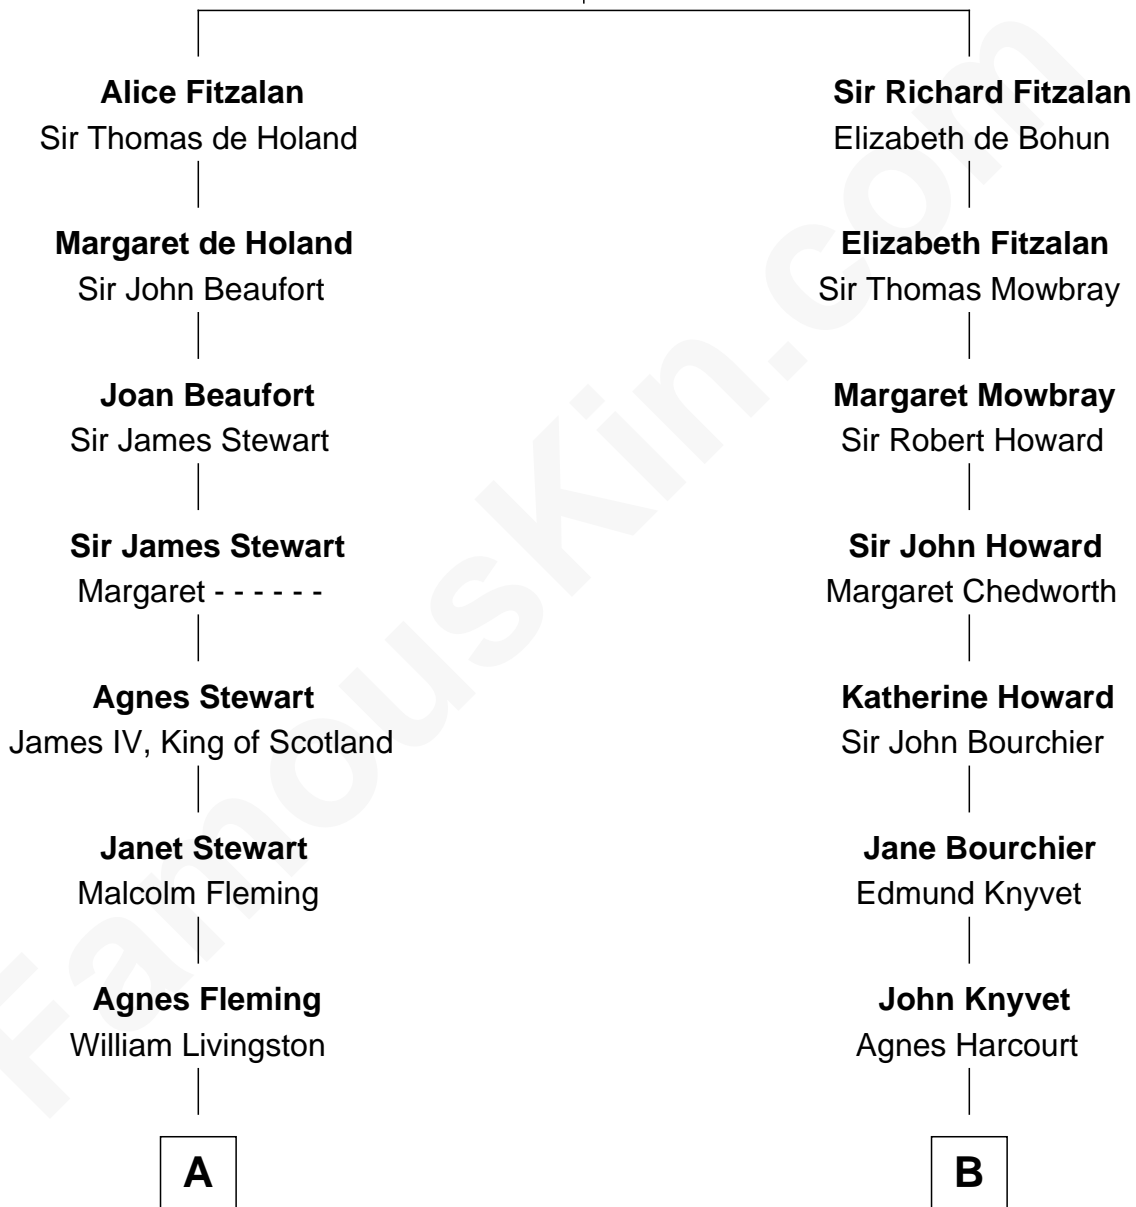 Alice Fitzalan
Sir Thomas de Holand
Margaret de Holand
Sir John Beaufort
Joan Beaufort
Sir James Stewart
Sir James Stewart
Margaret - - - - - -
Agnes Stewart
James IV, King of Scotland
Janet Stewart
Malcolm Fleming
Agnes Fleming
William Livingston
A
Sir Richard Fitzalan
Elizabeth de Bohun
Elizabeth Fitzalan
Sir Thomas Mowbray
Margaret Mowbray
Sir Robert Howard
Sir John Howard
Margaret Chedworth
Katherine Howard
Sir John Bourchier
Jane Bourchier
Edmund Knyvet
John Knyvet
Agnes Harcourt
B
FamousKin.com